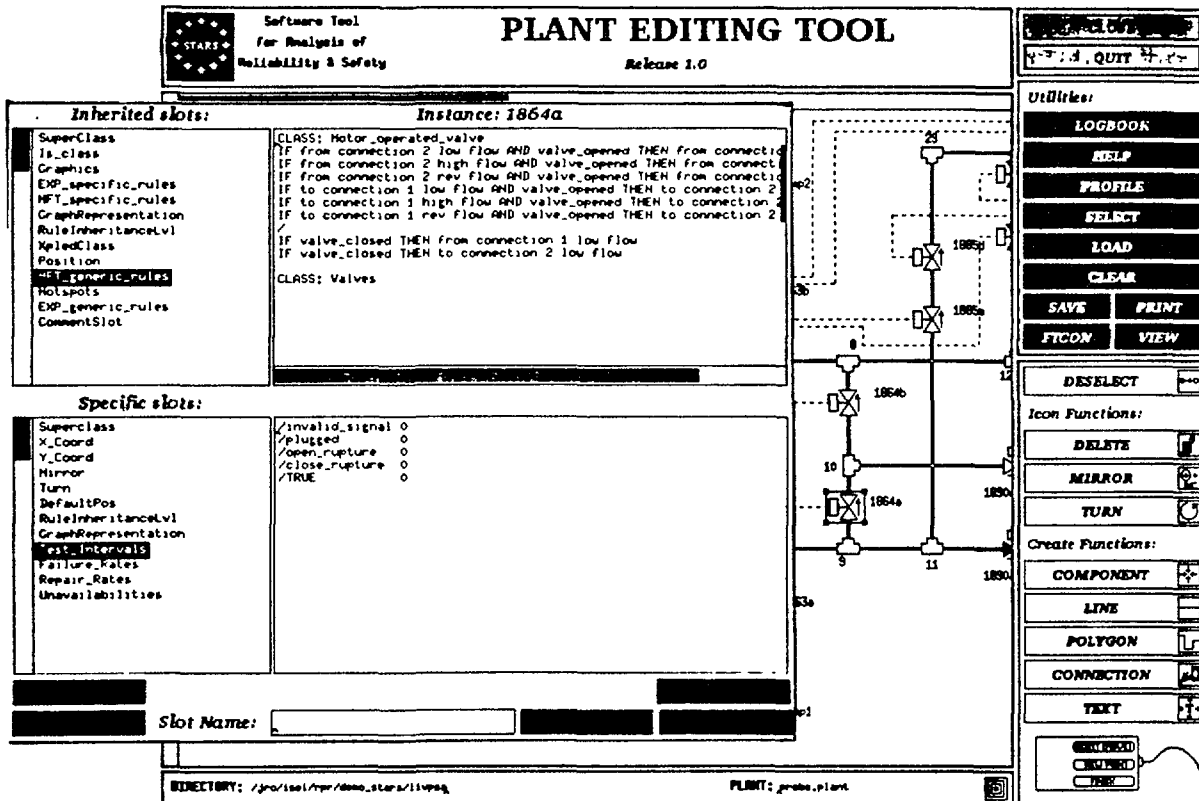 STARS
Software Tool
for Analysis of
Reliability & Safety
PLANT EDITING TOOL
Release 1.0
QUIT
Inherited slots:
Instance: 1864a
SuperClass
Is_class
Graphics
EXP_specific_rules
MFT_specific_rules
GraphRepresentation
RuleInheritanceLvl
XpledClass
Position
MFT_generic_rules
Hotspots
EXP_generic_rules
CommentSlot
CLASS: Motor_operated_valve
IF from connection 2 low flow AND valve_opened THEN from connectio
IF from connection 2 high flow AND valve_opened THEN from connect
IF from connection 2 rev flow AND valve_opened THEN from connectio
IF to connection 1 low flow AND valve_opened THEN to connection 2
IF to connection 1 high flow AND valve_opened THEN to connection 2
IF to connection 1 rev flow AND valve_opened THEN to connection 2
/
IF valve_closed THEN from connection 1 low flow
IF valve_closed THEN to connection 2 low flow
CLASS: Valves
Specific slots:
Superclass
X_Coord
Y_Coord
Mirror
Turn
DefaultPos
RuleInheritanceLvl
GraphRepresentation
Test_Intervals
Failure_Rates
Repair_Rates
Unavailabilities
/invalid_signal 0
/plugged 0
/open_rupture 0
/close_rupture 0
/TRUE 0
Slot Name:
29
1885b
1885a
8
12
1864b
10
1864a
1890
9
11
1890
Utilities:
LOGBOOK
HELP
PROFILE
SELECT
LOAD
CLEAR
SAVE
PRINT
FTCON
VIEW
DESELECT
Icon Functions:
DELETE
MIRROR
TURN
Create Functions:
COMPONENT
LINE
POLYGON
CONNECTION
TEXT
DIRECTORY: /jro/isei/rpr/demo_stars/livpsa
PLANT: probe.plant